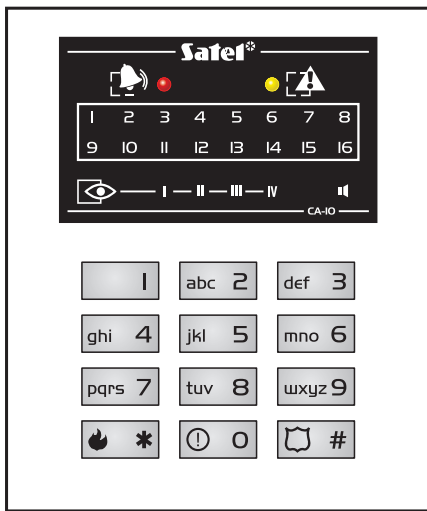 Satel®
1 2 3 4 5 6 7 8
9 10 11 12 13 14 15 16
I II III IV
CA-10
1 abc 2 def 3
ghi 4 jkl 5 mno 6
pqrs 7 tuv 8 wxyz 9
* 0 #